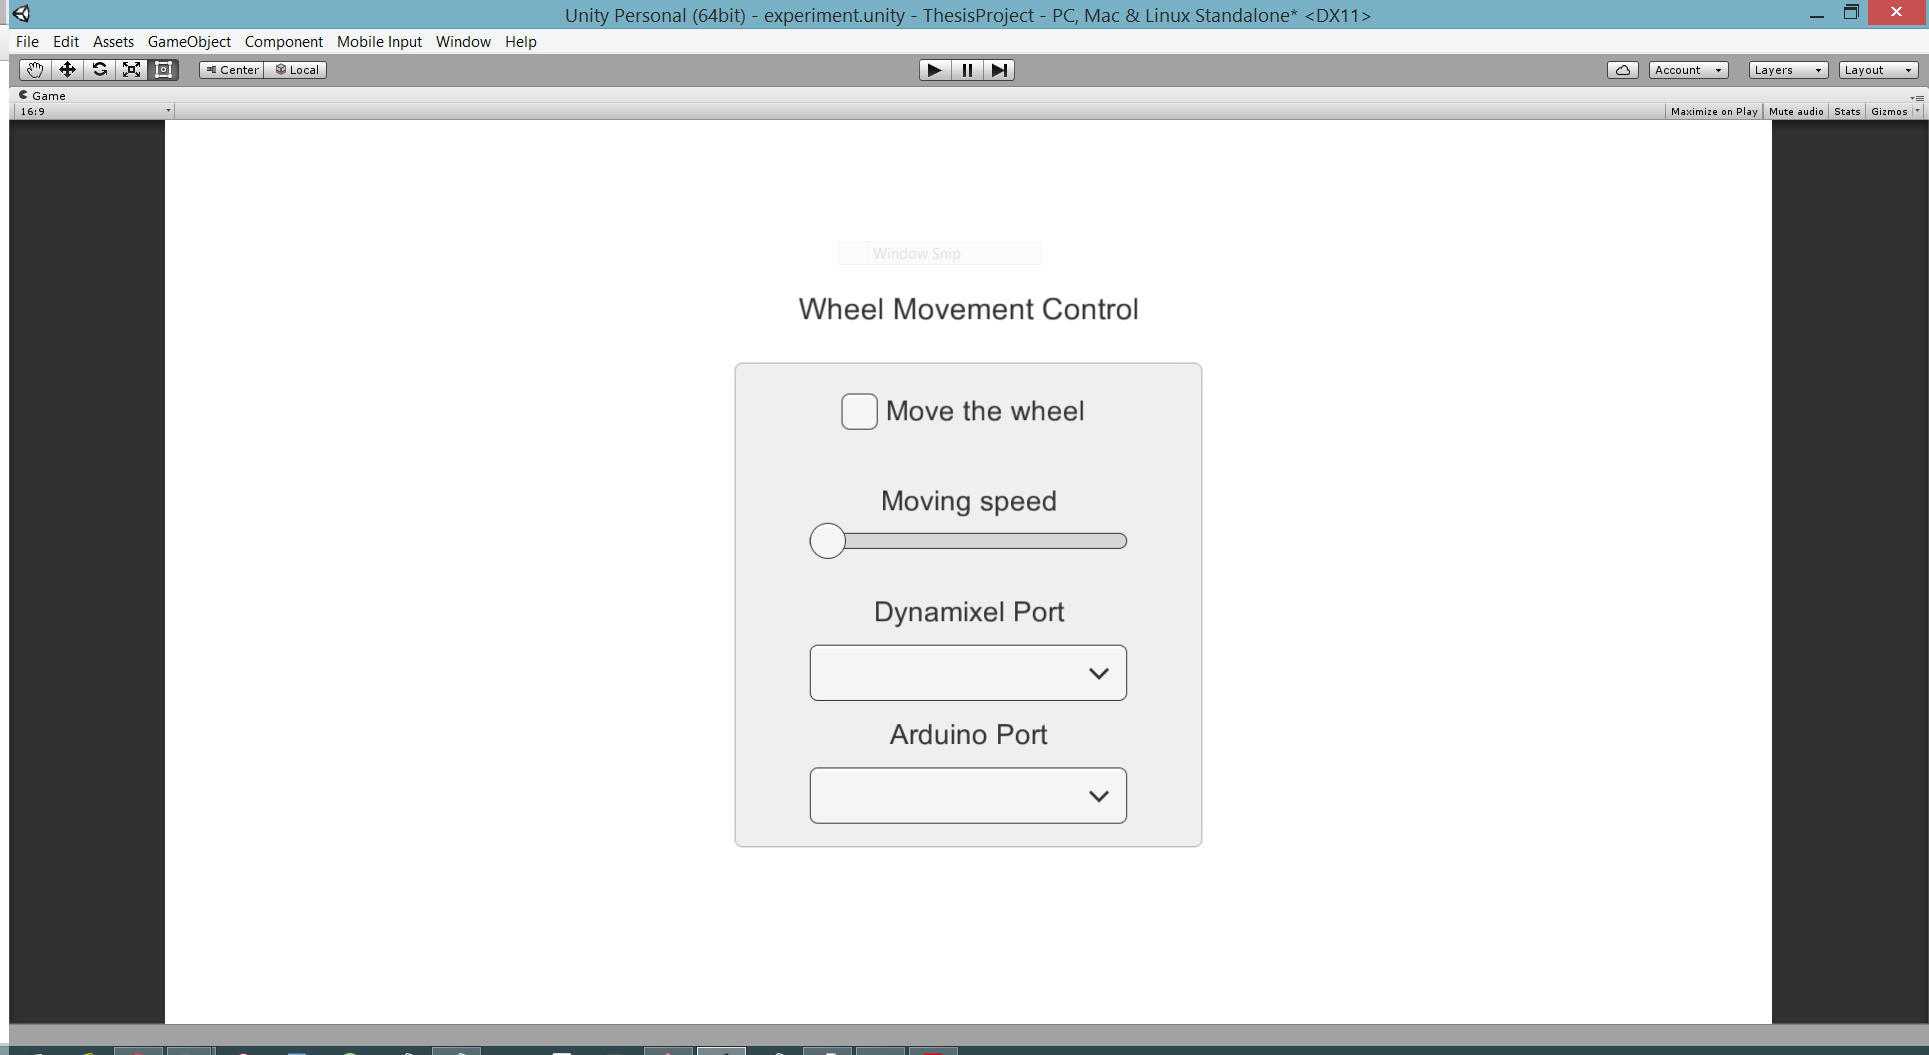 Unity Personal (64bit) - experiment.unity - ThesisProject - PC, Mac & Linux Standalone* <DX11>
File Edit Assets GameObject Component Mobile Input Window Help
Center Local Account Layers Layout
Game
16:9 Maximize on Play Mute audio Stats Gizmos
Window Snip
Wheel Movement Control
Move the wheel
Moving speed
Dynamixel Port
Arduino Port